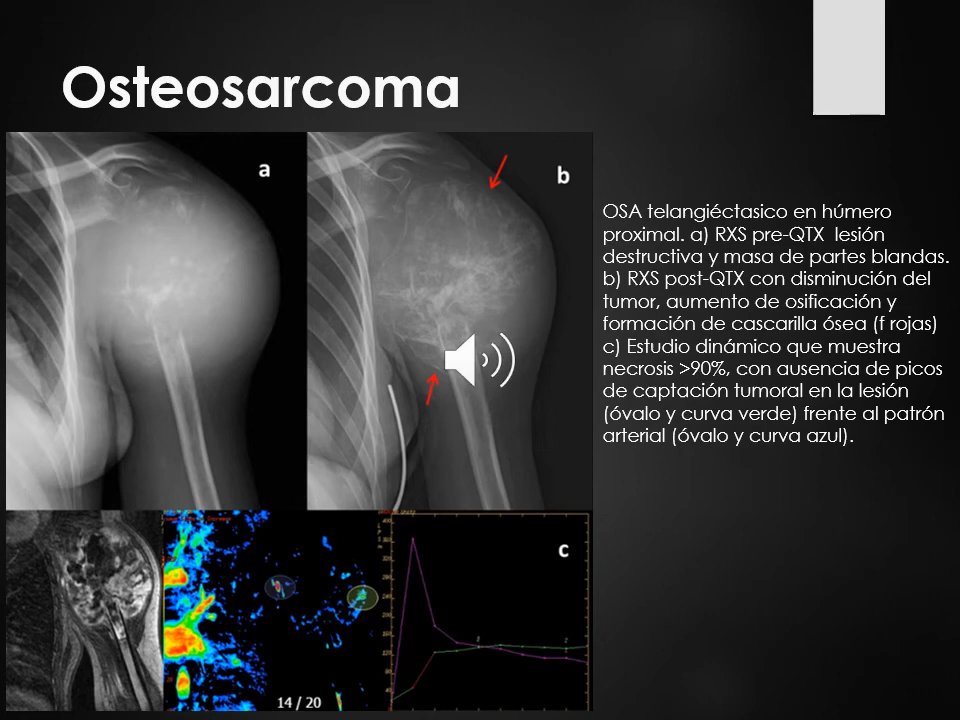 Osteosarcoma
a
b
OSA telangiéctasico en húmero
proximal. a) RXS pre-QTX lesión
destructiva y masa de partes blandas.
b) RXS post-QTX con disminución del
tumor, aumento de osificación y
formación de cascarilla ósea (f rojas)
c) Estudio dinámico que muestra
necrosis >90%, con ausencia de picos
de captación tumoral en la lesión
(óvalo y curva verde) frente al patrón
arterial (óvalo y curva azul).
c
14 / 20